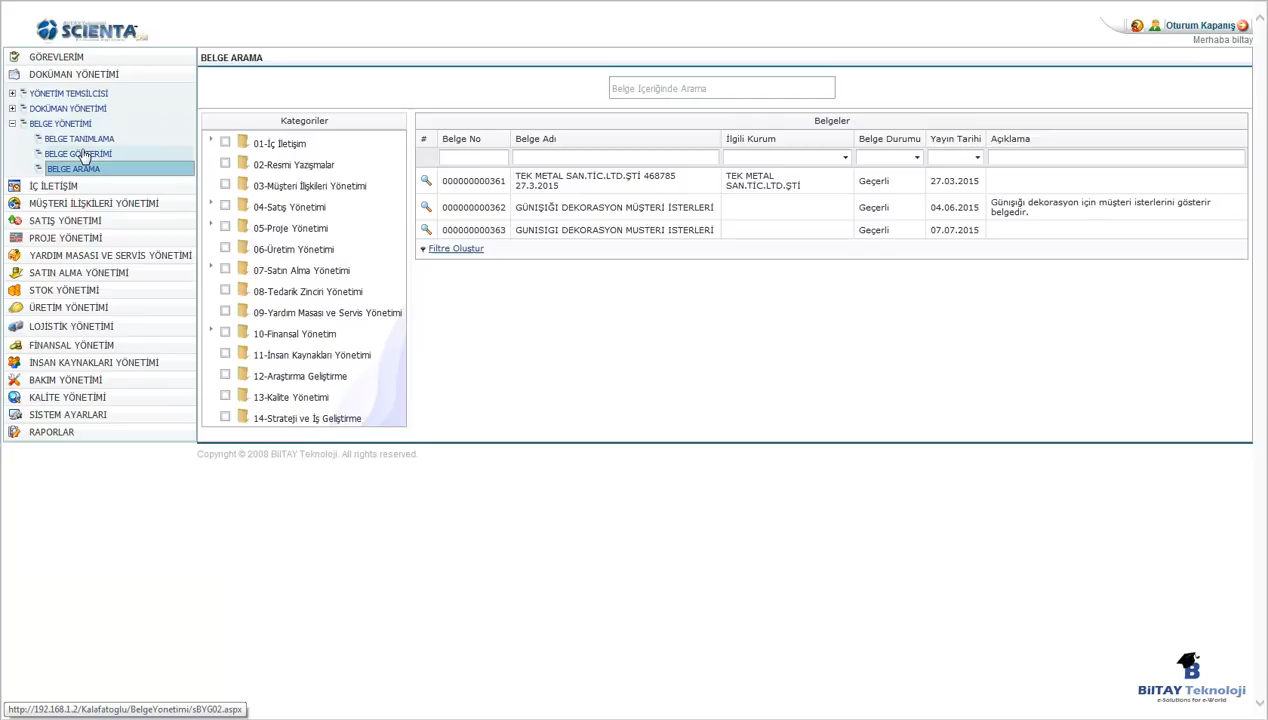 BilTAY Teknoloji
SCIENTA
Oturum Kapanış
Merhaba biltay
GÖREVLERİM
DOKÜMAN YÖNETİMİ
YÖNETİM TEMSİLCİSİ
DOKÜMAN YÖNETİMİ
BELGE YÖNETİMİ
BELGE TANIMLAMA
BELGE GÖSTERİMİ
BELGE ARAMA
İÇ İLETİŞİM
MÜŞTERİ İLİŞKİLERİ YÖNETİMİ
SATIŞ YÖNETİMİ
PROJE YÖNETİMİ
YARDIM MASASI VE SERVİS YÖNETİMİ
SATIN ALMA YÖNETİMİ
STOK YÖNETİMİ
ÜRETİM YÖNETİMİ
LOJİSTİK YÖNETİMİ
FİNANSAL YÖNETİM
İNSAN KAYNAKLARI YÖNETİMİ
BAKIM YÖNETİMİ
KALİTE YÖNETİMİ
SİSTEM AYARLARI
RAPORLAR
BELGE ARAMA
Belge İçeriğinde Arama
Kategoriler
01-İç İletişim
02-Resmi Yazışmalar
03-Müşteri İlişkileri Yönetimi
04-Satış Yönetimi
05-Proje Yönetimi
06-Üretim Yönetimi
07-Satın Alma Yönetimi
08-Tedarik Zinciri Yönetimi
09-Yardım Masası ve Servis Yönetimi
10-Finansal Yönetim
11-İnsan Kaynakları Yönetimi
12-Araştırma Geliştirme
13-Kalite Yönetimi
14-Strateji ve İş Geliştirme
Belgeler
# Belge No Belge Adı İlgili Kurum Belge Durumu Yayın Tarihi Açıklama
000000000361 TEK METAL SAN.TİC.LTD.ŞTİ 468785 27.3.2015 TEK METAL SAN.TİC.LTD.ŞTİ Geçerli 27.03.2015
000000000362 GÜNIŞIĞI DEKORASYON MÜŞTERİ İSTERLERİ Geçerli 04.06.2015 Günışığı dekorasyon için müşteri isterlerini gösterir belgedir.
000000000363 GUNISIGI DEKORASYON MUSTERI ISTERLERİ Geçerli 07.07.2015
Filtre Oluştur
Copyright © 2008 BilTAY Teknoloji. All rights reserved.
BilTAY Teknoloji
e-Solutions for e-World
http://192.168.1.2/Kalafatoglu/BelgeYonetimi/sBYG02.aspx